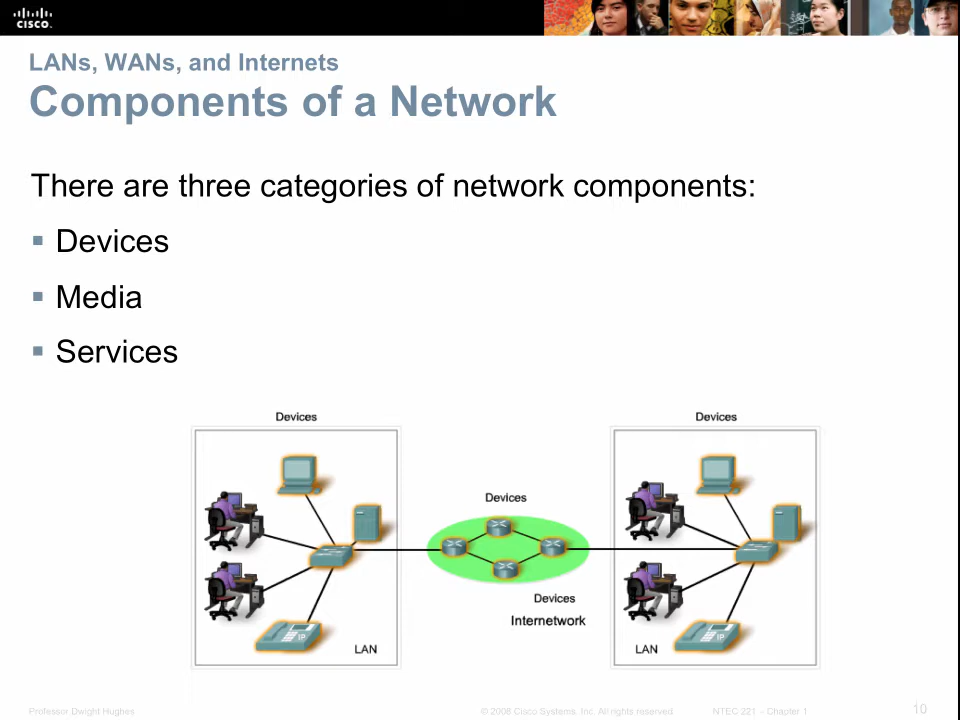 CISCO.
LANs, WANs, and Internets
Components of a Network
There are three categories of network components:
▪ Devices
▪ Media
▪ Services
Devices
Devices
Devices
Devices
Internetwork
LAN
LAN
IP
IP
Professor Dwight Hughes
© 2008 Cisco Systems, Inc. All rights reserved.
NTEC 221 - Chapter 1
10